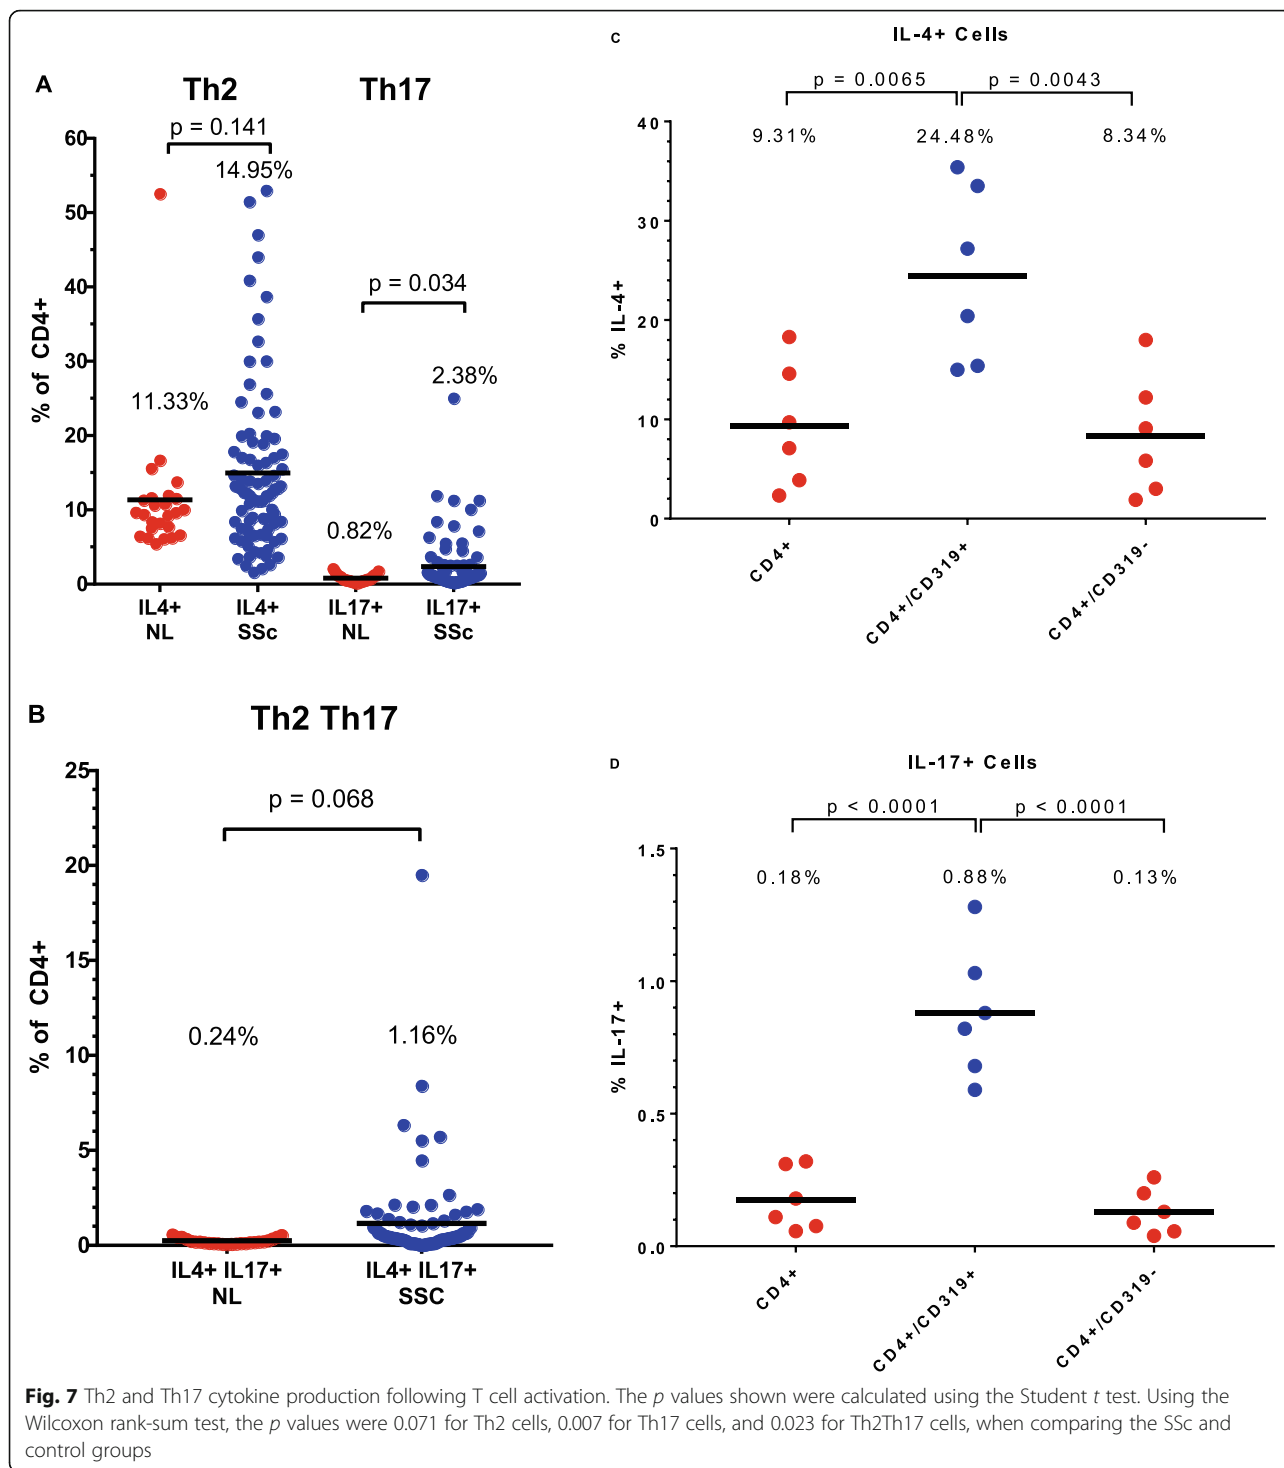 A
Th2
Th17
p = 0.141
14.95%
p = 0.034
11.33%
2.38%
0.82%
% of CD4+
60
50
40
30
20
10
0
IL4+
NL
IL4+
SSc
IL17+
NL
IL17+
SSc
B
Th2 Th17
p = 0.068
0.24%
1.16%
% of CD4+
25
20
15
10
5
0
IL4+ IL17+
NL
IL4+ IL17+
SSC
C
IL-4+ Cells
p = 0.0065
p = 0.0043
9.31%
24.48%
8.34%
% IL-4+
40
30
20
10
0
CD4+
CD4+/CD319+
CD4+/CD319-
D
IL-17+ Cells
p < 0.0001
p < 0.0001
0.18%
0.88%
0.13%
% IL-17+
1.5
1.0
0.5
0.0
CD4+
CD4+/CD319+
CD4+/CD319-
Fig. 7 Th2 and Th17 cytokine production following T cell activation. The p values shown were calculated using the Student t test. Using the
Wilcoxon rank-sum test, the p values were 0.071 for Th2 cells, 0.007 for Th17 cells, and 0.023 for Th2Th17 cells, when comparing the SSc and
control groups